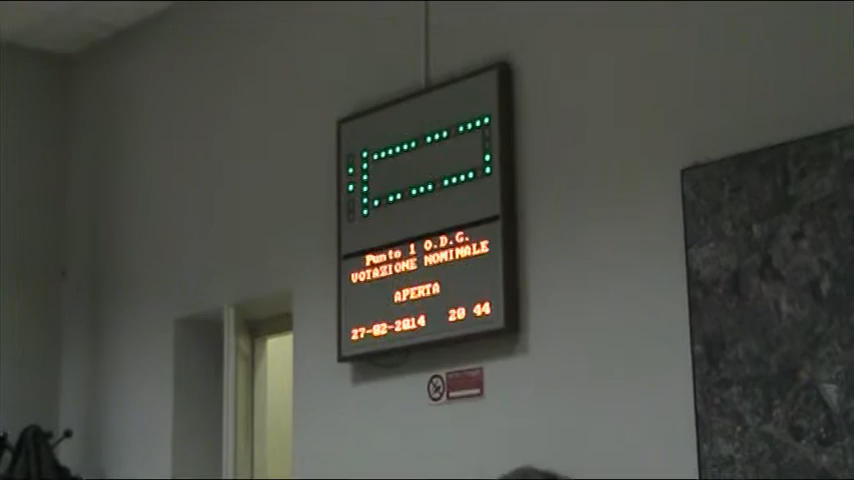 Punto 1 O.D.G.
VOTAZIONE NOMINALE
APERTA
27-02-2014 20 44